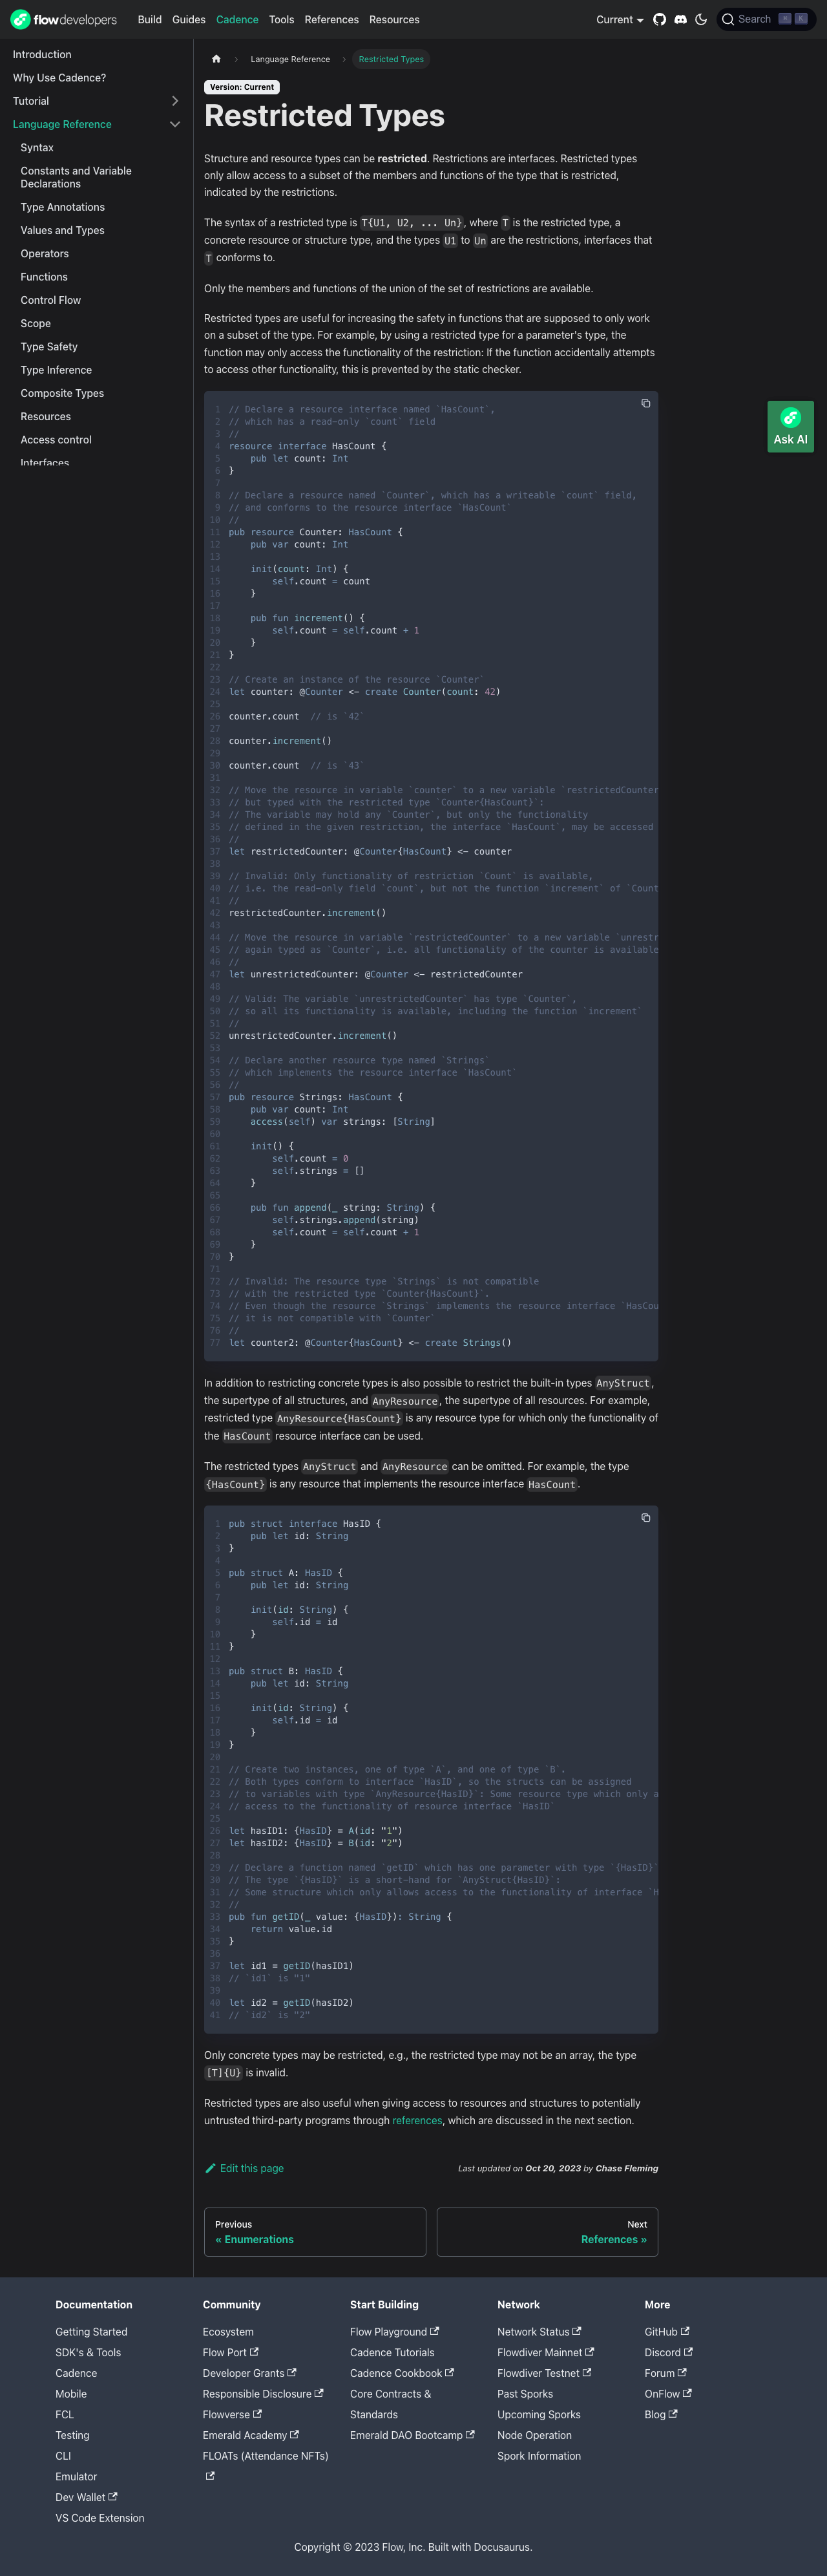 flowdevelopers Build Guides Cadence Tools References Resources Current Search ⌘ K
Introduction
Why Use Cadence?
Tutorial
Language Reference
Syntax
Constants and Variable
Declarations
Type Annotations
Values and Types
Operators
Functions
Control Flow
Scope
Type Safety
Type Inference
Composite Types
Resources
Access control
Interfaces
Language Reference Restricted Types
Version: Current
Restricted Types
Structure and resource types can be restricted. Restrictions are interfaces. Restricted types
only allow access to a subset of the members and functions of the type that is restricted,
indicated by the restrictions.
The syntax of a restricted type is T{U1, U2, ... Un}, where T is the restricted type, a
concrete resource or structure type, and the types U1 to Un are the restrictions, interfaces that
T conforms to.
Only the members and functions of the union of the set of restrictions are available.
Restricted types are useful for increasing the safety in functions that are supposed to only work
on a subset of the type. For example, by using a restricted type for a parameter's type, the
function may only access the functionality of the restriction: If the function accidentally attempts
to access other functionality, this is prevented by the static checker.
1 // Declare a resource interface named `HasCount`,
2 // which has a read-only `count` field
3 //
4 resource interface HasCount {
5     pub let count: Int
6 }
7
8 // Declare a resource named `Counter`, which has a writeable `count` field,
9 // and conforms to the resource interface `HasCount`
10 //
11 pub resource Counter: HasCount {
12     pub var count: Int
13
14     init(count: Int) {
15         self.count = count
16     }
17
18     pub fun increment() {
19         self.count = self.count + 1
20     }
21 }
22
23 // Create an instance of the resource `Counter`
24 let counter: @Counter <- create Counter(count: 42)
25
26 counter.count  // is `42`
27
28 counter.increment()
29
30 counter.count  // is `43`
31
32 // Move the resource in variable `counter` to a new variable `restrictedCounter
33 // but typed with the restricted type `Counter{HasCount}`:
34 // The variable may hold any `Counter`, but only the functionality
35 // defined in the given restriction, the interface `HasCount`, may be accessed
36 //
37 let restrictedCounter: @Counter{HasCount} <- counter
38
39 // Invalid: Only functionality of restriction `Count` is available,
40 // i.e. the read-only field `count`, but not the function `increment` of `Count
41 //
42 restrictedCounter.increment()
43
44 // Move the resource in variable `restrictedCounter` to a new variable `unrestr
45 // again typed as `Counter`, i.e. all functionality of the counter is available
46 //
47 let unrestrictedCounter: @Counter <- restrictedCounter
48
49 // Valid: The variable `unrestrictedCounter` has type `Counter`,
50 // so all its functionality is available, including the function `increment`
51 //
52 unrestrictedCounter.increment()
53
54 // Declare another resource type named `Strings`
55 // which implements the resource interface `HasCount`
56 //
57 pub resource Strings: HasCount {
58     pub var count: Int
59     access(self) var strings: [String]
60
61     init() {
62         self.count = 0
63         self.strings = []
64     }
65
66     pub fun append(_ string: String) {
67         self.strings.append(string)
68         self.count = self.count + 1
69     }
70 }
71
72 // Invalid: The resource type `Strings` is not compatible
73 // with the restricted type `Counter{HasCount}`.
74 // Even though the resource `Strings` implements the resource interface `HasCou
75 // it is not compatible with `Counter`
76 //
77 let counter2: @Counter{HasCount} <- create Strings()
In addition to restricting concrete types is also possible to restrict the built-in types AnyStruct,
the supertype of all structures, and AnyResource, the supertype of all resources. For example,
restricted type AnyResource{HasCount} is any resource type for which only the functionality of
the HasCount resource interface can be used.
The restricted types AnyStruct and AnyResource can be omitted. For example, the type
{HasCount} is any resource that implements the resource interface HasCount.
1 pub struct interface HasID {
2     pub let id: String
3 }
4
5 pub struct A: HasID {
6     pub let id: String
7
8     init(id: String) {
9         self.id = id
10     }
11 }
12
13 pub struct B: HasID {
14     pub let id: String
15
16     init(id: String) {
17         self.id = id
18     }
19 }
20
21 // Create two instances, one of type `A`, and one of type `B`.
22 // Both types conform to interface `HasID`, so the structs can be assigned
23 // to variables with type `AnyResource{HasID}`: Some resource type which only a
24 // access to the functionality of resource interface `HasID`
25
26 let hasID1: {HasID} = A(id: "1")
27 let hasID2: {HasID} = B(id: "2")
28
29 // Declare a function named `getID` which has one parameter with type `{HasID}`
30 // The type `{HasID}` is a short-hand for `AnyStruct{HasID}`:
31 // Some structure which only allows access to the functionality of interface `H
32 //
33 pub fun getID(_ value: {HasID}): String {
34     return value.id
35 }
36
37 let id1 = getID(hasID1)
38 // `id1` is "1"
39
40 let id2 = getID(hasID2)
41 // `id2` is "2"
Only concrete types may be restricted, e.g., the restricted type may not be an array, the type
[T]{U} is invalid.
Restricted types are also useful when giving access to resources and structures to potentially
untrusted third-party programs through references, which are discussed in the next section.
Edit this page Last updated on Oct 20, 2023 by Chase Fleming
Previous
« Enumerations
Next
References »
Ask AI
Documentation
Getting Started
SDK's & Tools
Cadence
Mobile
FCL
Testing
CLI
Emulator
Dev Wallet
VS Code Extension
Community
Ecosystem
Flow Port
Developer Grants
Responsible Disclosure
Flowverse
Emerald Academy
FLOATs (Attendance NFTs)
Start Building
Flow Playground
Cadence Tutorials
Cadence Cookbook
Core Contracts &
Standards
Emerald DAO Bootcamp
Network
Network Status
Flowdiver Mainnet
Flowdiver Testnet
Past Sporks
Upcoming Sporks
Node Operation
Spork Information
More
GitHub
Discord
Forum
OnFlow
Blog
Copyright © 2023 Flow, Inc. Built with Docusaurus.